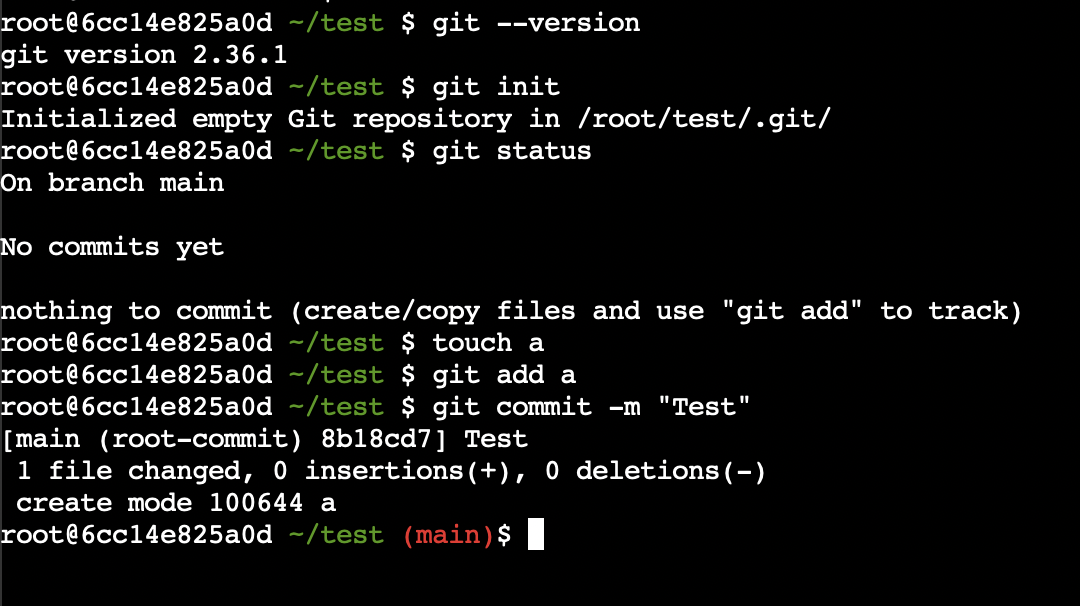 root@6cc14e825a0d ~/test $ git --version
git version 2.36.1
root@6cc14e825a0d ~/test $ git init
Initialized empty Git repository in /root/test/.git/
root@6cc14e825a0d ~/test $ git status
On branch main

No commits yet

nothing to commit (create/copy files and use "git add" to track)
root@6cc14e825a0d ~/test $ touch a
root@6cc14e825a0d ~/test $ git add a
root@6cc14e825a0d ~/test $ git commit -m "Test"
[main (root-commit) 8b18cd7] Test
 1 file changed, 0 insertions(+), 0 deletions(-)
 create mode 100644 a
root@6cc14e825a0d ~/test (main)$